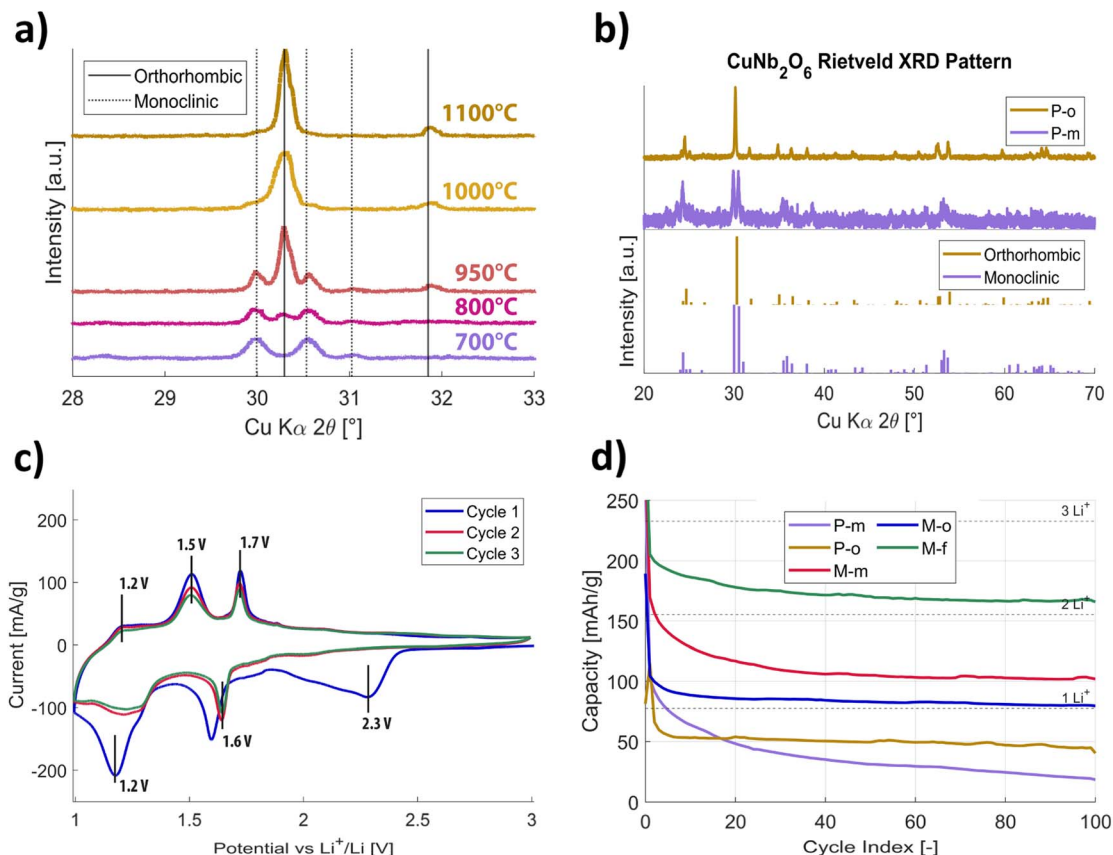 a)
Intensity [a.u.]
Orthorhombic
Monoclinic
1100°C
1000°C
950°C
800°C
700°C
28 29 30 31 32 33
Cu Kα 2θ [°]
b)
CuNb₂O₆ Rietveld XRD Pattern
P-o
P-m
Intensity [a.u.]
Orthorhombic
Monoclinic
20 30 40 50 60 70
Cu Kα 2θ [°]
c)
Current [mA/g]
200
100
0
-100
-200
Cycle 1
Cycle 2
Cycle 3
1.2 V
1.5 V
1.7 V
2.3 V
1.6 V
1.2 V
1 1.5 2 2.5 3
Potential vs Li⁺/Li [V]
d)
Capacity [mAh/g]
250
200
150
100
50
0
P-m M-o
P-o M-f
M-m
3 Li⁺
2 Li⁺
1 Li⁺
0 20 40 60 80 100
Cycle Index [-]